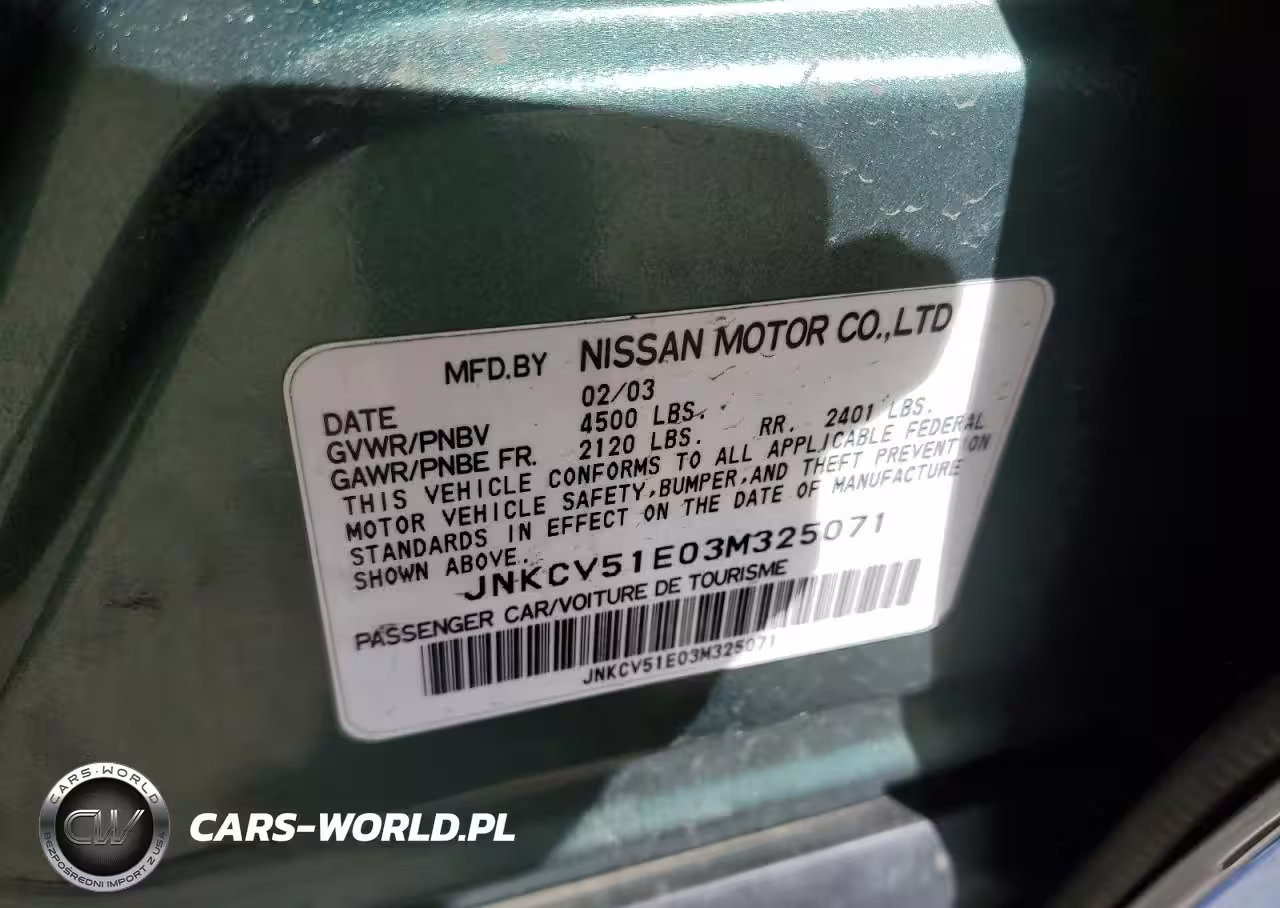 MFD.BY NISSAN MOTOR CO.,LTD
DATE 02/03
GVWR/PNBV 4500 LBS.
GAWR/PNBE FR. 2120 LBS. RR. 2401 LBS.
THIS VEHICLE CONFORMS TO ALL APPLICABLE FEDERAL
MOTOR VEHICLE SAFETY,BUMPER,AND THEFT PREVENTION
STANDARDS IN EFFECT ON THE DATE OF MANUFACTURE
SHOWN ABOVE.
JNKCV51E03M325071
PASSENGER CAR/VOITURE DE TOURISME
JNKCV51E03M325071
CARS-WORLD
CW
BEZPOŚREDNI IMPORT Z USA
CARS-WORLD.PL